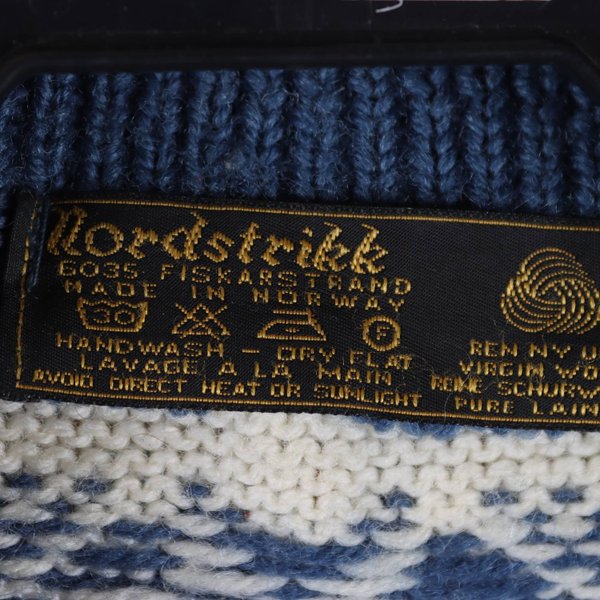 Nordstrikk
6035 FISKARSTRAND
MADE IN NORWAY
30 F
HANDWASH - DRY FLAT
LAVAGE A LA MAIN
AVOID DIRECT HEAT OR SUNLIGHT
REN NY U
VIRGIN WO
REINE SCHURW
PURE LAIN